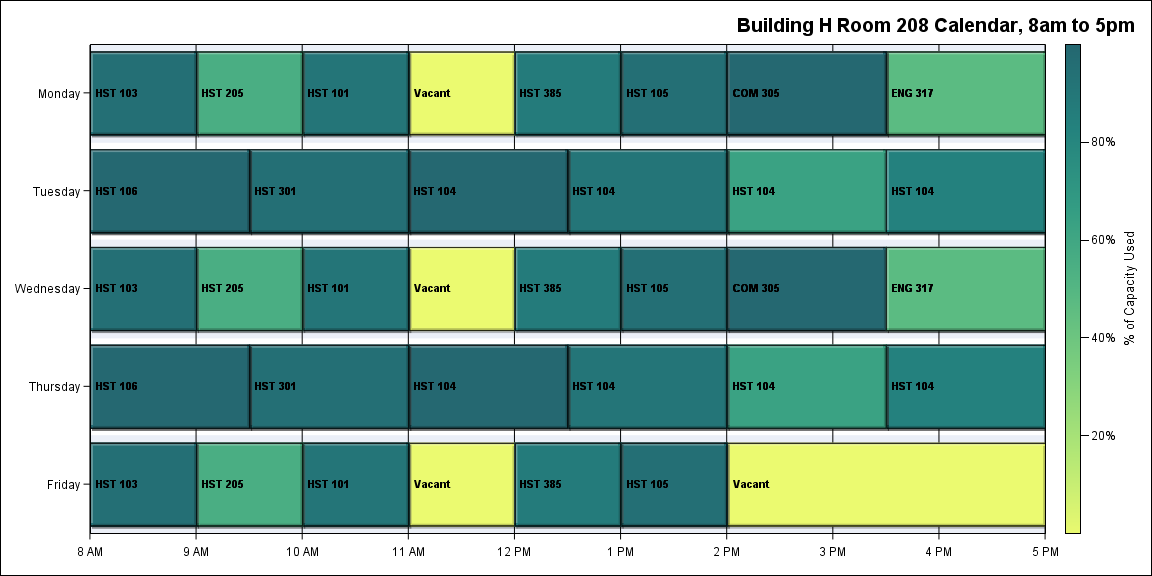 Building H Room 208 Calendar, 8am to 5pm
Monday
HST 103
HST 205
HST 101
Vacant
HST 385
HST 105
COM 305
ENG 317
Tuesday
HST 106
HST 301
HST 104
HST 104
HST 104
HST 104
Wednesday
HST 103
HST 205
HST 101
Vacant
HST 385
HST 105
COM 305
ENG 317
Thursday
HST 106
HST 301
HST 104
HST 104
HST 104
HST 104
Friday
HST 103
HST 205
HST 101
Vacant
HST 385
HST 105
Vacant
8 AM
9 AM
10 AM
11 AM
12 PM
1 PM
2 PM
3 PM
4 PM
5 PM
80%
60%
40%
20%
% of Capacity Used